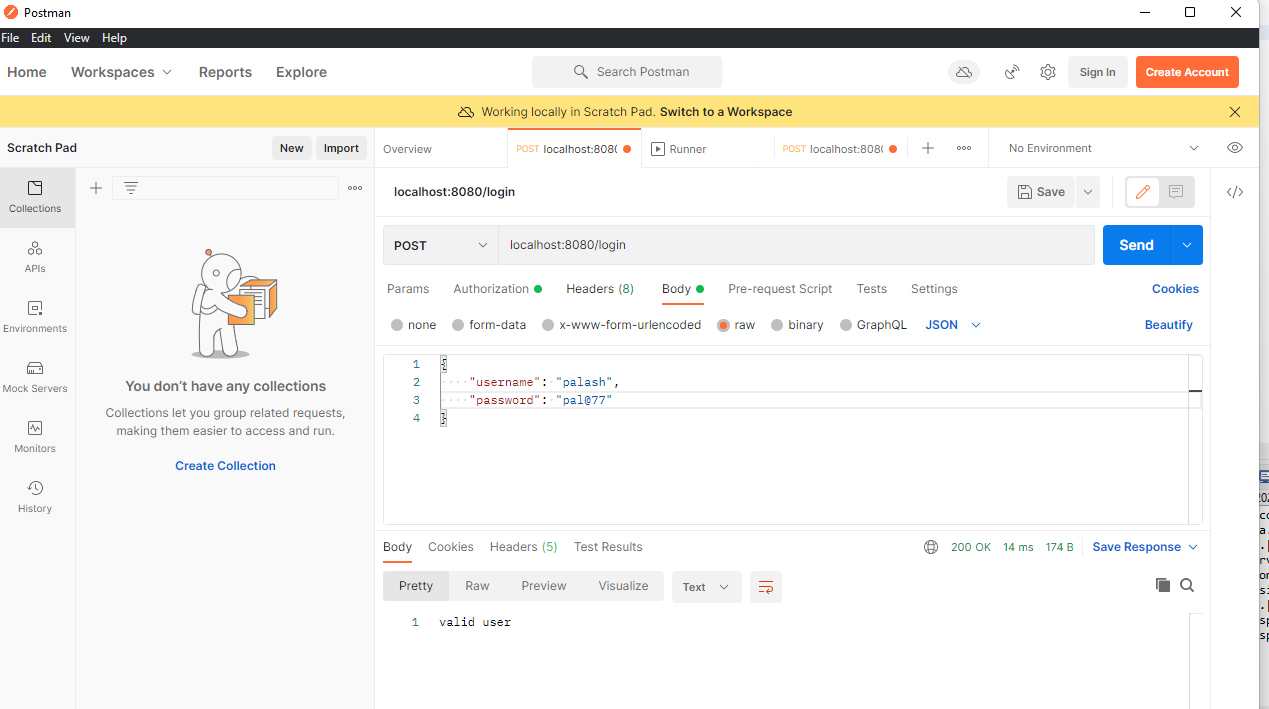 Postman
File Edit View Help
Home Workspaces Reports Explore Search Postman Sign In Create Account
Working locally in Scratch Pad. Switch to a Workspace
Scratch Pad New Import Overview POST localhost:8080 Runner POST localhost:808 No Environment
localhost:8080/login Save
Collections
POST localhost:8080/login Send
APIs
Params Authorization Headers (8) Body Pre-request Script Tests Settings Cookies
Environments
none form-data x-www-form-urlencoded raw binary GraphQL JSON Beautify
Mock Servers
Monitors
History
You don't have any collections
Collections let you group related requests,
making them easier to access and run.
Create Collection
1 {
2 "username": "palash",
3 "password": "pal@77"
4 }
Body Cookies Headers (5) Test Results 200 OK 14 ms 174 B Save Response
Pretty Raw Preview Visualize Text
1 valid user